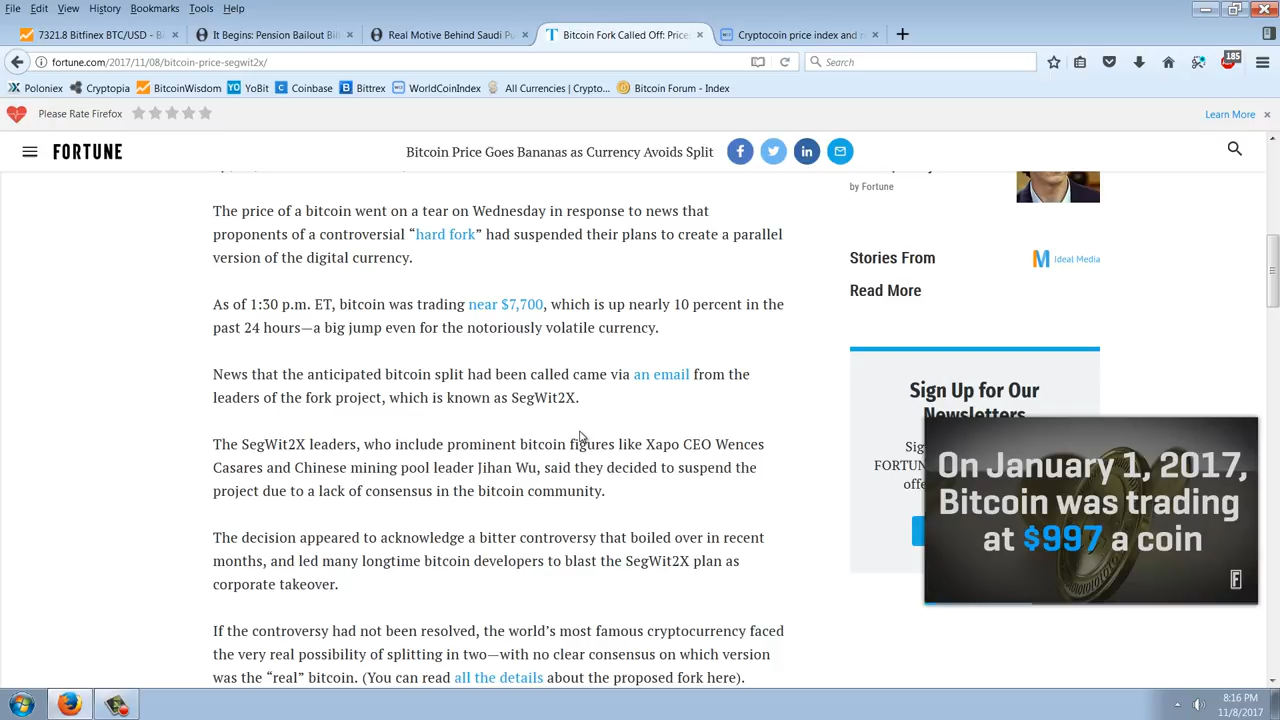 File Edit View History Bookmarks Tools Help
7321.8 Bitfinex BTC/USD - B
It Begins: Pension Bailout Bi
Real Motive Behind Saudi Pu
Bitcoin Fork Called Off: Price
Cryptocoin price index and
fortune.com/2017/11/08/bitcoin-price-segwit2x/
Search
185
Poloniex Cryptopia BitcoinWisdom YoBit Coinbase Bittrex WorldCoinIndex All Currencies | Crypto... Bitcoin Forum - Index
Please Rate Firefox
Learn More
FORTUNE
Bitcoin Price Goes Bananas as Currency Avoids Split
by Fortune
The price of a bitcoin went on a tear on Wednesday in response to news that
proponents of a controversial “hard fork” had suspended their plans to create a parallel
version of the digital currency.
As of 1:30 p.m. ET, bitcoin was trading near $7,700, which is up nearly 10 percent in the
past 24 hours—a big jump even for the notoriously volatile currency.
News that the anticipated bitcoin split had been called came via an email from the
leaders of the fork project, which is known as SegWit2X.
The SegWit2X leaders, who include prominent bitcoin figures like Xapo CEO Wences
Casares and Chinese mining pool leader Jihan Wu, said they decided to suspend the
project due to a lack of consensus in the bitcoin community.
The decision appeared to acknowledge a bitter controversy that boiled over in recent
months, and led many longtime bitcoin developers to blast the SegWit2X plan as
corporate takeover.
If the controversy had not been resolved, the world’s most famous cryptocurrency faced
the very real possibility of splitting in two—with no clear consensus on which version
was the “real” bitcoin. (You can read all the details about the proposed fork here).
Stories From
Ideal Media
Read More
Sign Up for Our
Newsletters
Sig
FORTUN
offe
On January 1, 2017,
Bitcoin was trading
at $997 a coin
F
8:16 PM
11/8/2017